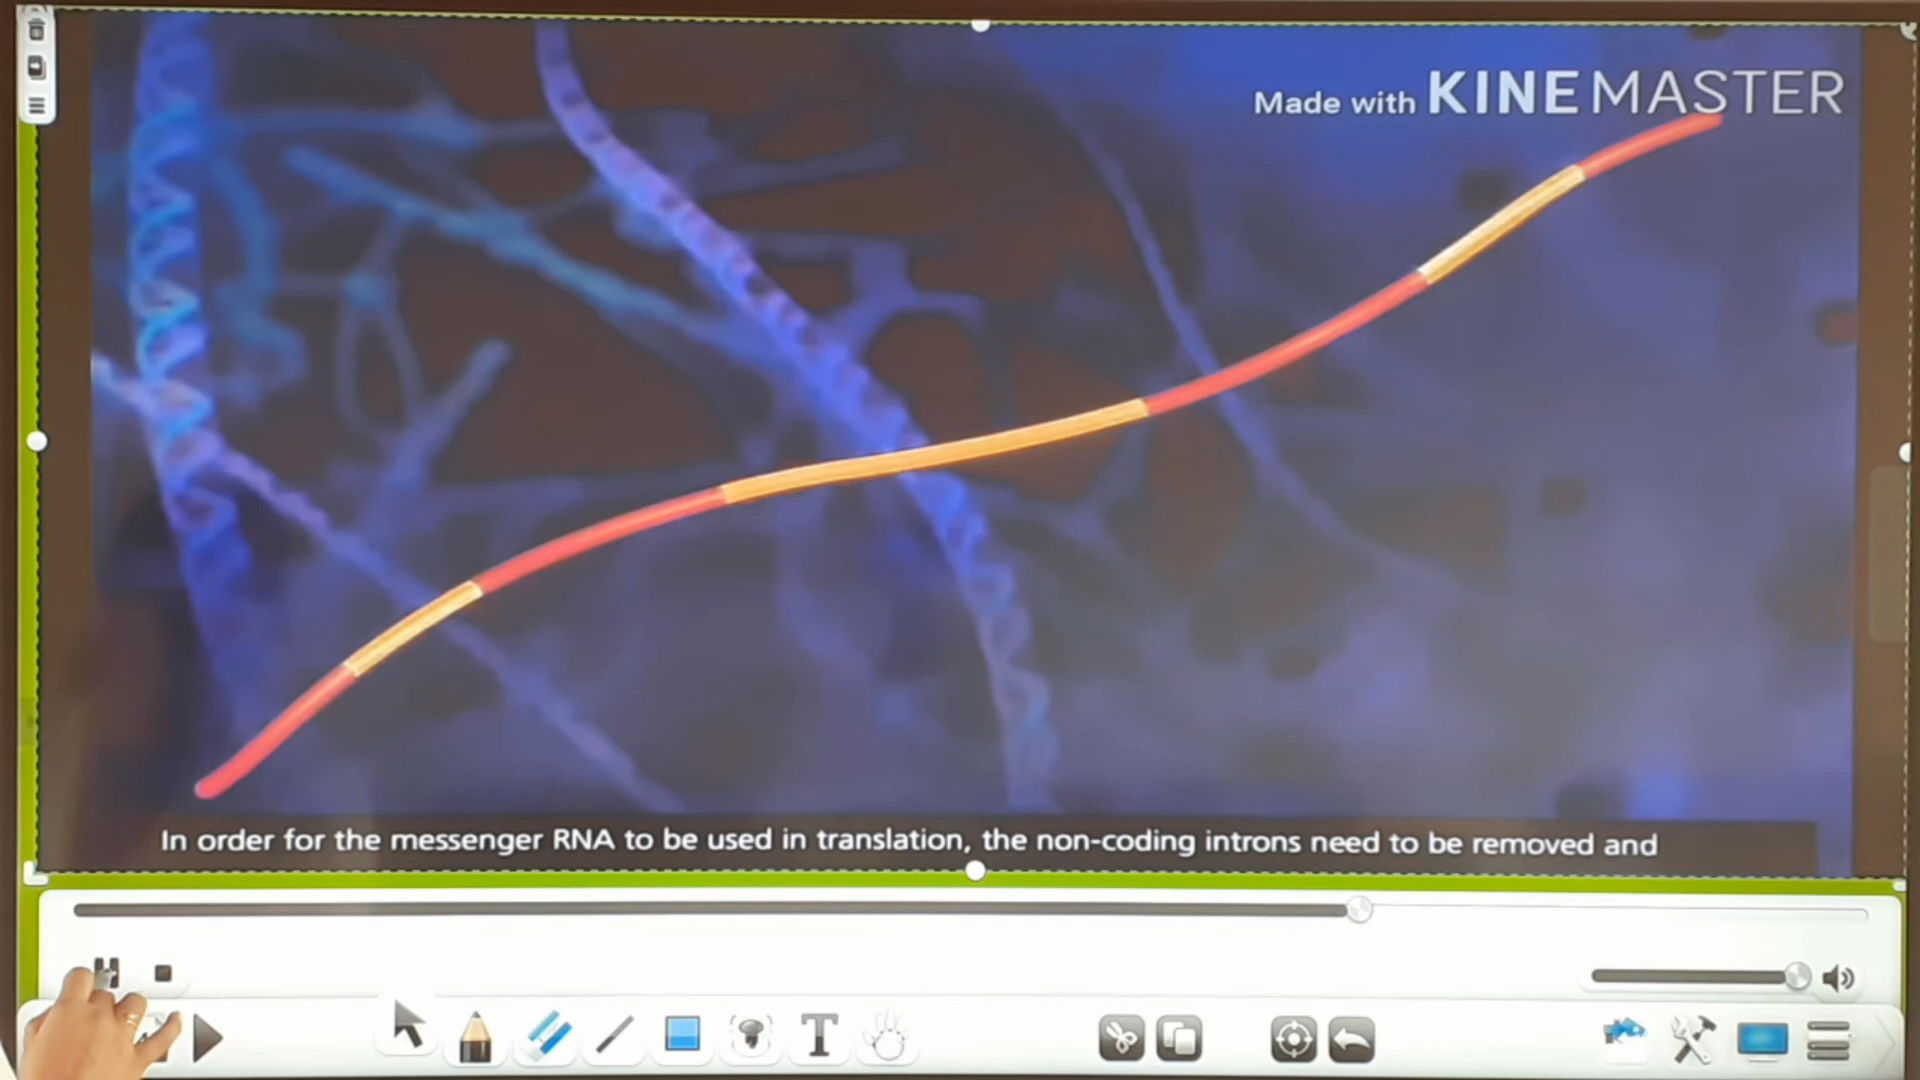 Made with KINEMASTER
In order for the messenger RNA to be used in translation, the non-coding introns need to be removed and
T